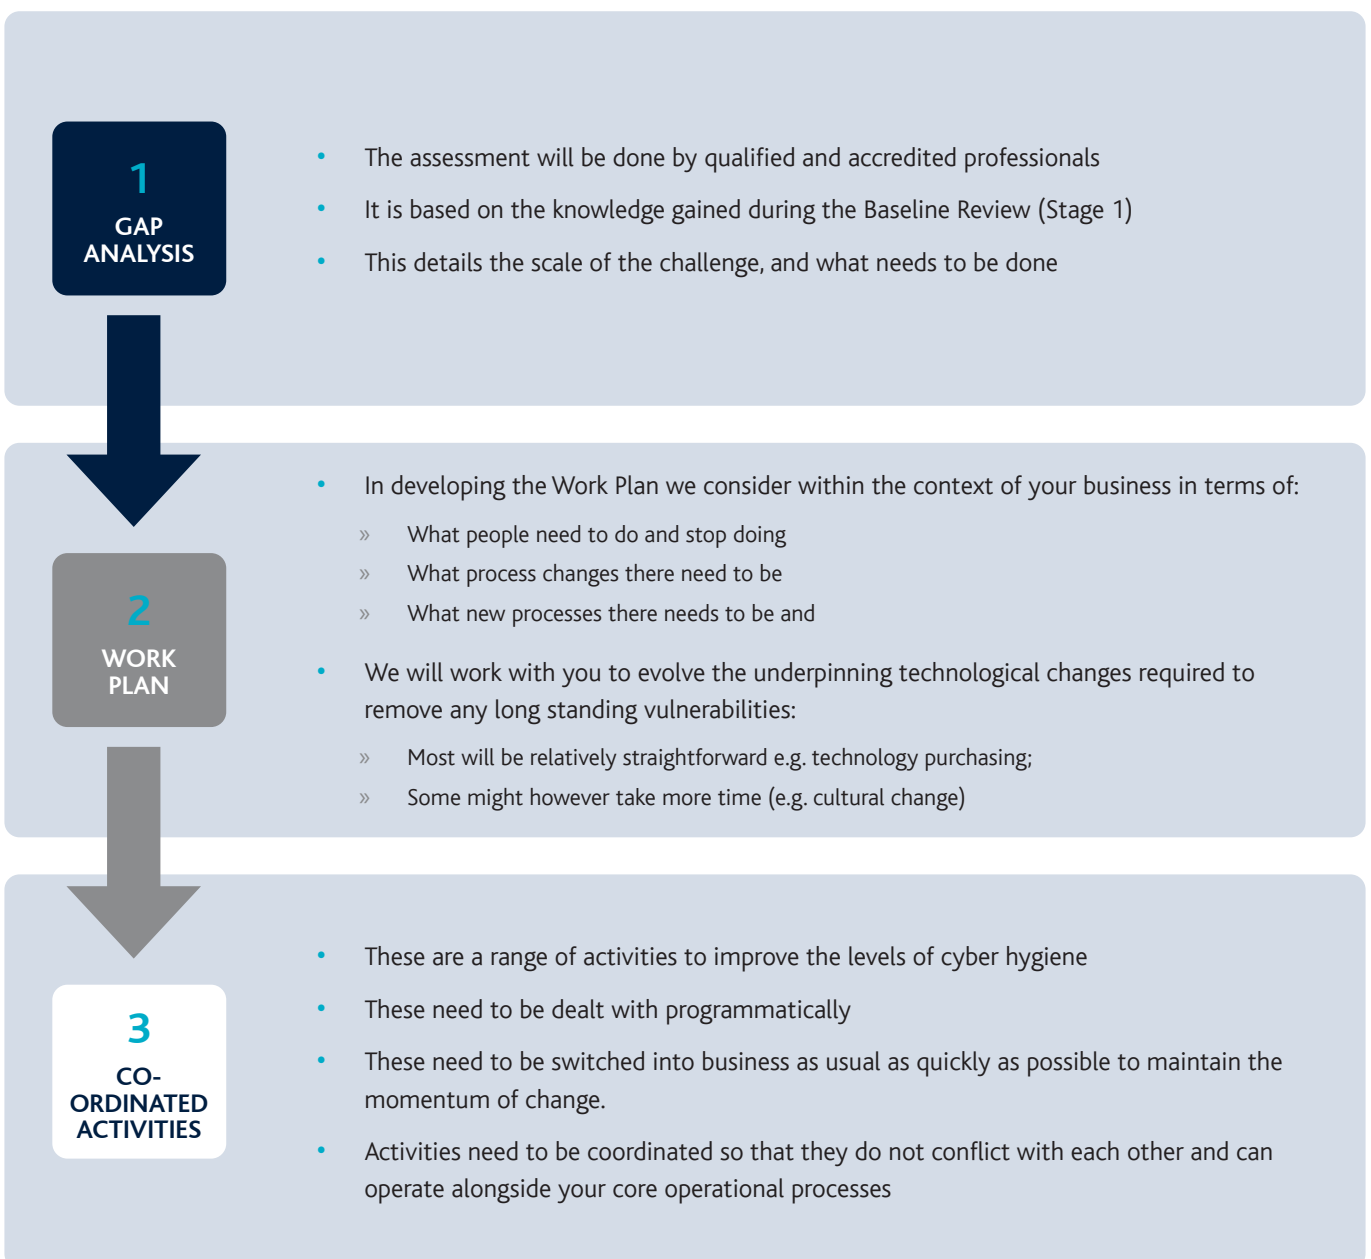 1
GAP
ANALYSIS
• The assessment will be done by qualified and accredited professionals
• It is based on the knowledge gained during the Baseline Review (Stage 1)
• This details the scale of the challenge, and what needs to be done
2
WORK
PLAN
• In developing the Work Plan we consider within the context of your business in terms of:
» What people need to do and stop doing
» What process changes there need to be
» What new processes there needs to be and
• We will work with you to evolve the underpinning technological changes required to
remove any long standing vulnerabilities:
» Most will be relatively straightforward e.g. technology purchasing;
» Some might however take more time (e.g. cultural change)
3
CO-
ORDINATED
ACTIVITIES
• These are a range of activities to improve the levels of cyber hygiene
• These need to be dealt with programmatically
• These need to be switched into business as usual as quickly as possible to maintain the
momentum of change.
• Activities need to be coordinated so that they do not conflict with each other and can
operate alongside your core operational processes